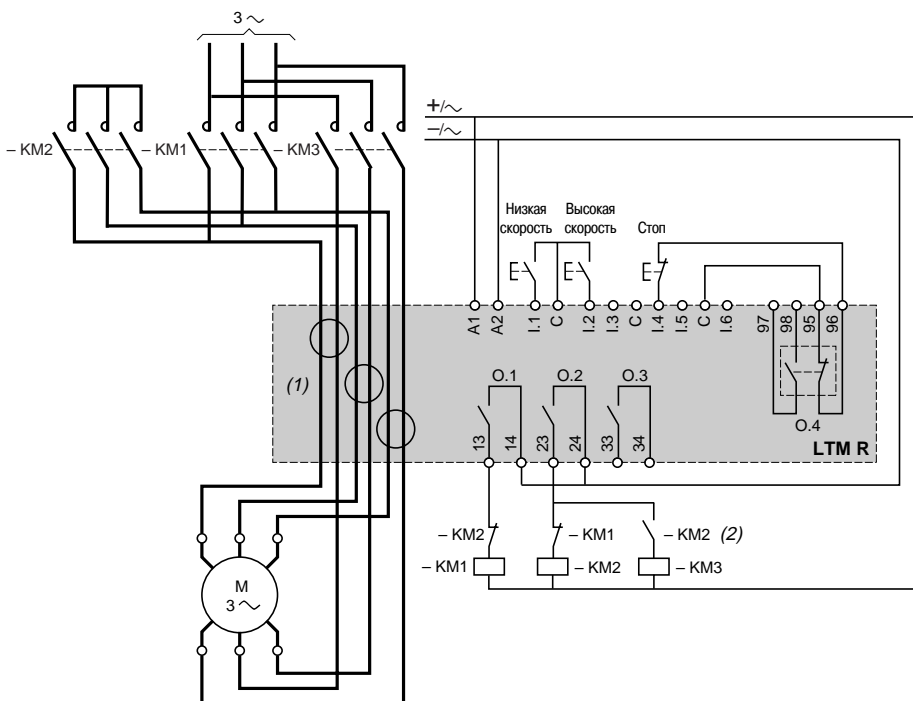 3 ∼
+/∼
−/∼
– KM2
– KM1
– KM3
Низкая скорость
Высокая скорость
Стоп
A1
A2
I.1
C
I.2
I.3
C
I.4
I.5
C
I.6
97
98
95
96
(1)
O.1
O.2
O.3
O.4
13
14
23
24
33
34
LTM R
– KM2
– KM1
– KM2 (2)
– KM1
– KM2
– KM3
M
3 ∼